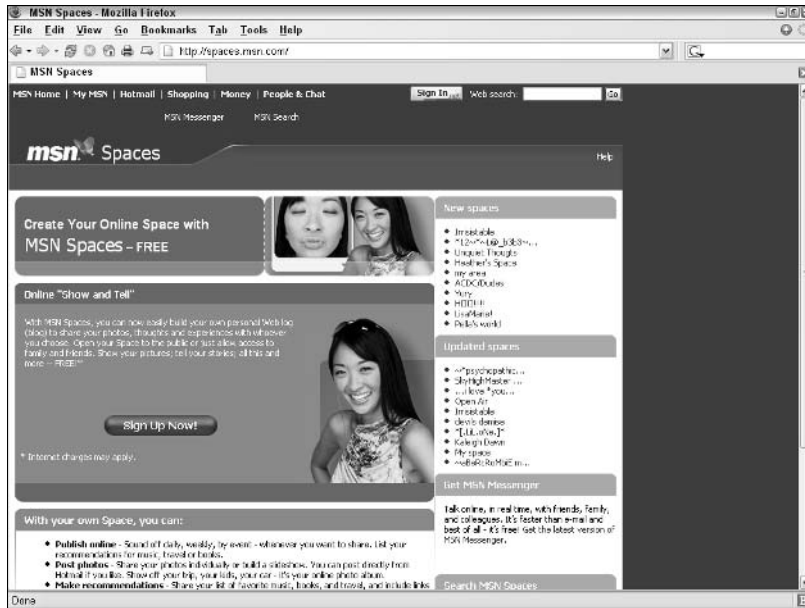 MSN Spaces - Mozilla Firefox
File Edit View Go Bookmarks Tab Tools Help
http://spaces.msn.com/
MSN Spaces
MSN Home | My MSN | Hotmail | Shopping | Money | People & Chat
Sign In
Web search:
Go
MSN Messenger MSN Search
msn Spaces
Help
Create Your Online Space with
MSN Spaces – FREE
Online "Show and Tell"
With MSN Spaces, you can now easily build your own personal Web log
(blog) to share your photos, thoughts and experiences with whoever
you choose. Open your Space to the public or just allow access to
family and friends. Show your pictures; tell your stories; all this and
more -- FREE!*
Sign Up Now!
* Internet charges may apply.
With your own Space, you can:
Publish online - Sound off daily, weekly, by event - whenever you want to share. List your
recommendations for music, travel or books.
Post photos - Share your photos individually or build a slideshow. You can post directly from
Hotmail if you like. Show off your trip, your kids, your car - it's your online photo album.
Make recommendations - Share your list of favorite music, books, and travel, and include links
New spaces
Irrisistable
Unquiet Thougts
Heather's Space
my area
ACDC/Dudes
Yury
LisaMarie!
Pella's world
Updated spaces
~*psychopathic...
SkyHighMaster ...
...i love *you...
Open Air
Irrisistable
devils demise
*[.LiL.oNe.]*
Kaleigh Dawn
My space
Get MSN Messenger
Talk online, in real time, with friends, family,
and colleagues. It's faster than e-mail and
best of all - it's free! Get the latest version of
MSN Messenger.
Search MSN Spaces
Done